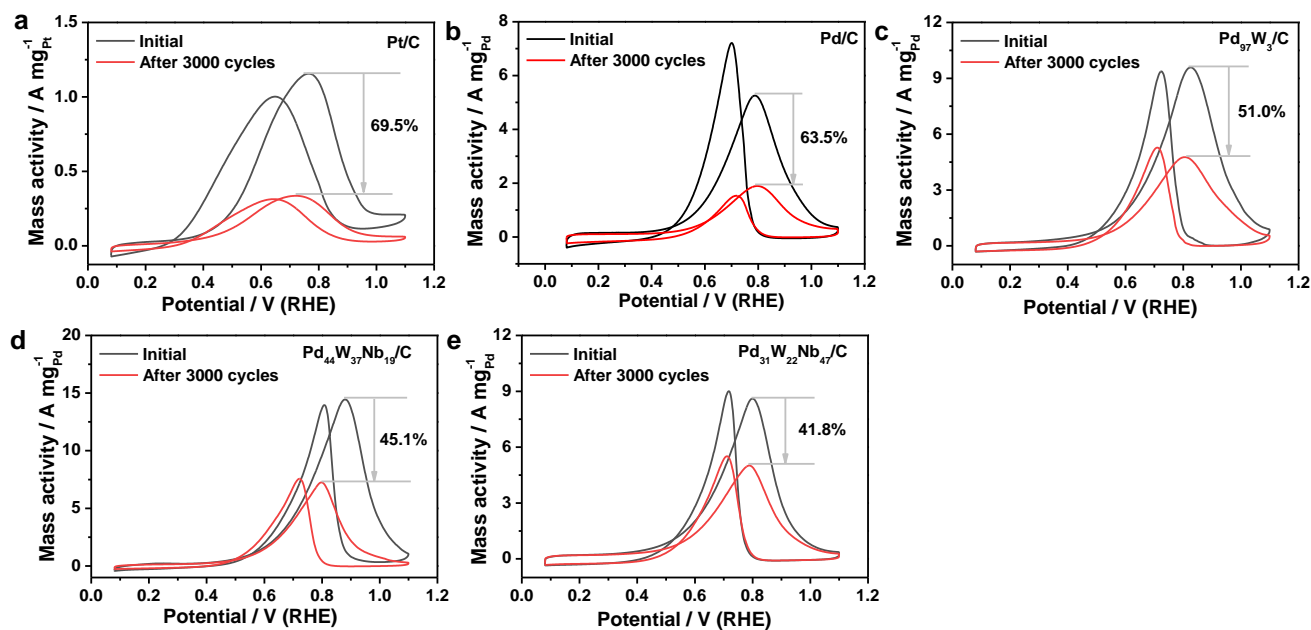 a
Mass activity / A mg⁻¹Pt
1.5
1.0
0.5
0.0
Initial
After 3000 cycles
Pt/C
69.5%
0.0 0.2 0.4 0.6 0.8 1.0 1.2
Potential / V (RHE)
b
Mass activity / A mg⁻¹Pd
8
6
4
2
0
Initial
After 3000 cycles
Pd/C
63.5%
0.0 0.2 0.4 0.6 0.8 1.0 1.2
Potential / V (RHE)
c
Mass activity / A mg⁻¹Pd
12
9
6
3
0
Initial
After 3000 cycles
Pd₉₇W₃/C
51.0%
0.0 0.2 0.4 0.6 0.8 1.0 1.2
Potential / V (RHE)
d
Mass activity / A mg⁻¹Pd
20
15
10
5
0
Initial
After 3000 cycles
Pd₄₄W₃₇Nb₁₉/C
45.1%
0.0 0.2 0.4 0.6 0.8 1.0 1.2
Potential / V (RHE)
e
Mass activity / A mg⁻¹Pd
12
9
6
3
0
Initial
After 3000 cycles
Pd₃₁W₂₂Nb₄₇/C
41.8%
0.0 0.2 0.4 0.6 0.8 1.0 1.2
Potential / V (RHE)